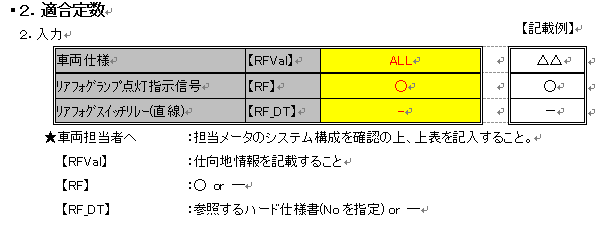 ▪2. 適合定数
2. 入力
【記載例】
車両仕様 【RFVal】 ALL △△
ﾘｱﾌｫｸﾞﾗﾝﾌﾟ点灯指示信号 【RF】 ○ ○
ﾘｱﾌｫｸﾞｽｲｯﾁﾘﾚｰ(直線) 【RF_DT】 － －
★車両担当者へ ：担当メータのシステム構成を確認の上、上表を記入すること。
【RFVal】 ：仕向地情報を記載すること
【RF】 ：○ or －
【RF_DT】 ：参照するハード仕様書(Noを指定) or －